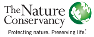 The Nature
Conservancy
Protecting nature. Preserving life.